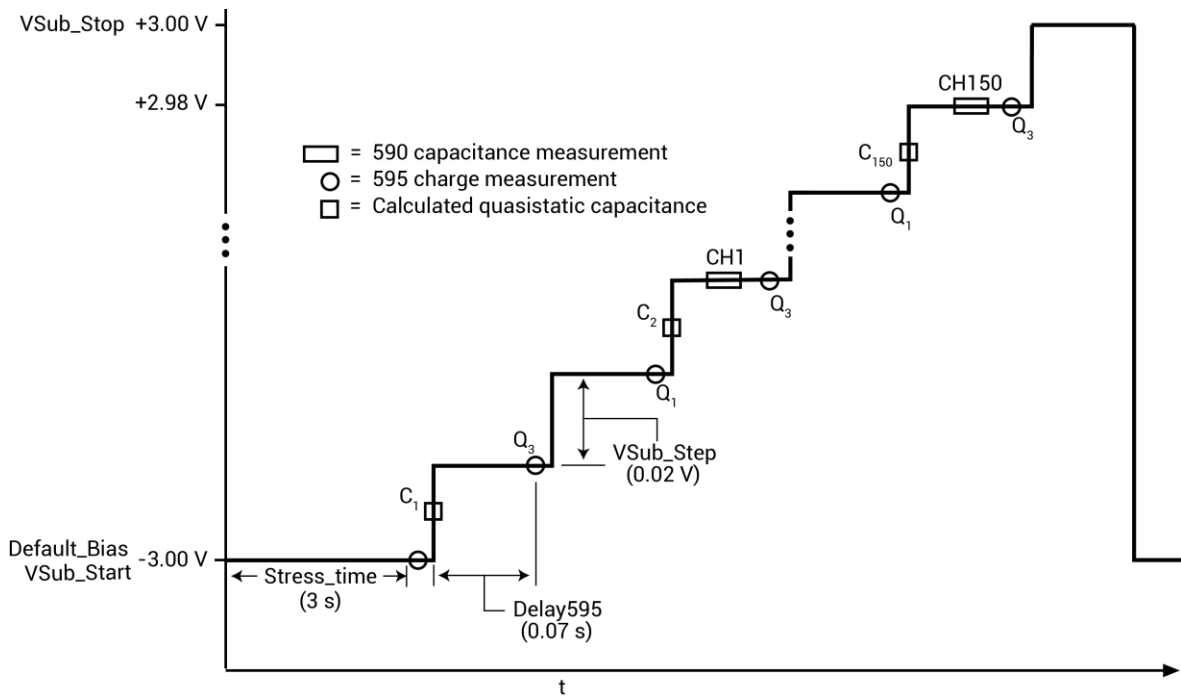 VSub_Stop +3.00 V
+2.98 V
CH150
Q3
C150
= 590 capacitance measurement
= 595 charge measurement
= Calculated quasistatic capacitance
Q1
CH1
Q3
C2
Q1
Q3
VSub_Step
(0.02 V)
C1
Default_Bias
VSub_Start
-3.00 V
Stress_time
(3 s)
Delay595
(0.07 s)
t